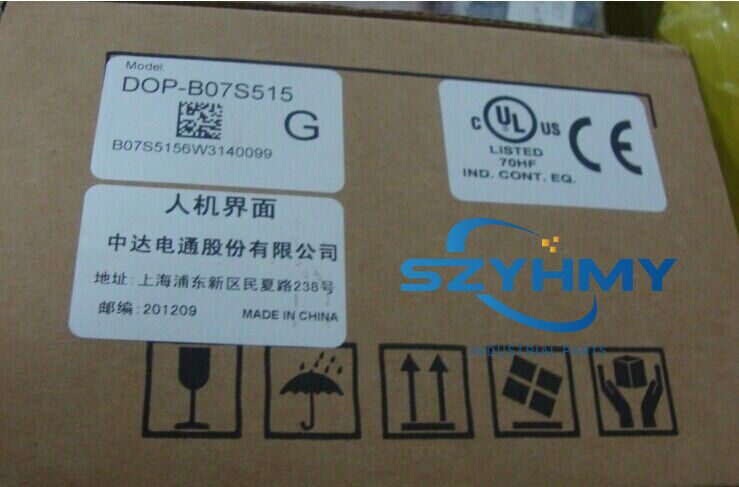 Model:
DOP-B07S515
G
B07S5156W3140099
C UL US
LISTED
70HF
IND. CONT. EQ.
CE
人机界面
中达电通股份有限公司
地址: 上海浦东新区民夏路238号
邮编: 201209 MADE IN CHINA
SZYHMY
INDUSTRIAL PARTS